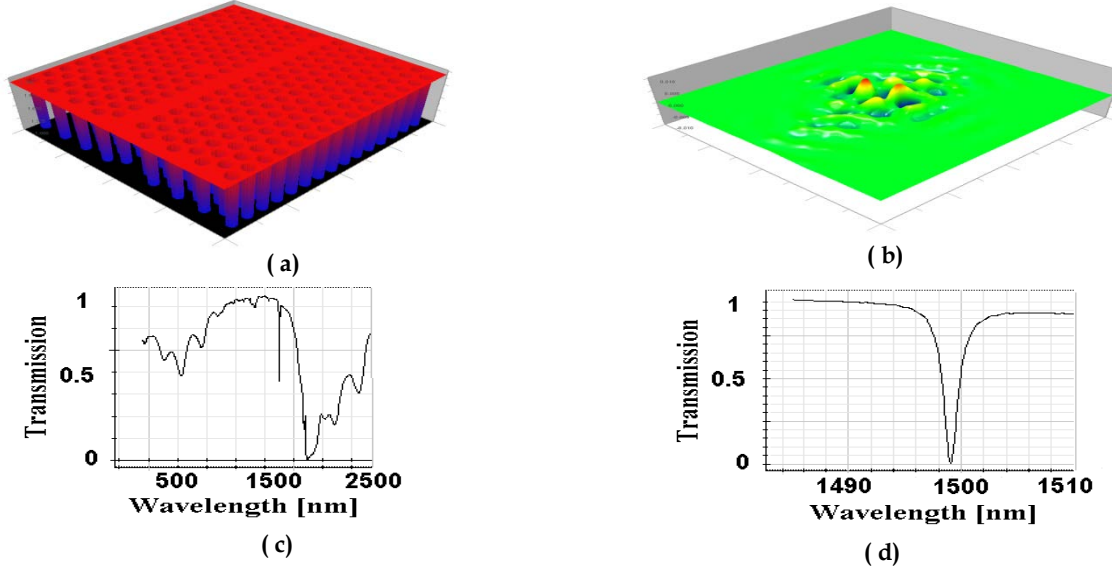 ( a)
( b)
1
0.5
0
Transmission
500 1500 2500
Wavelength [nm]
( c)
1
0.5
0
Transmission
1490 1500 1510
Wavelength [nm]
( d)